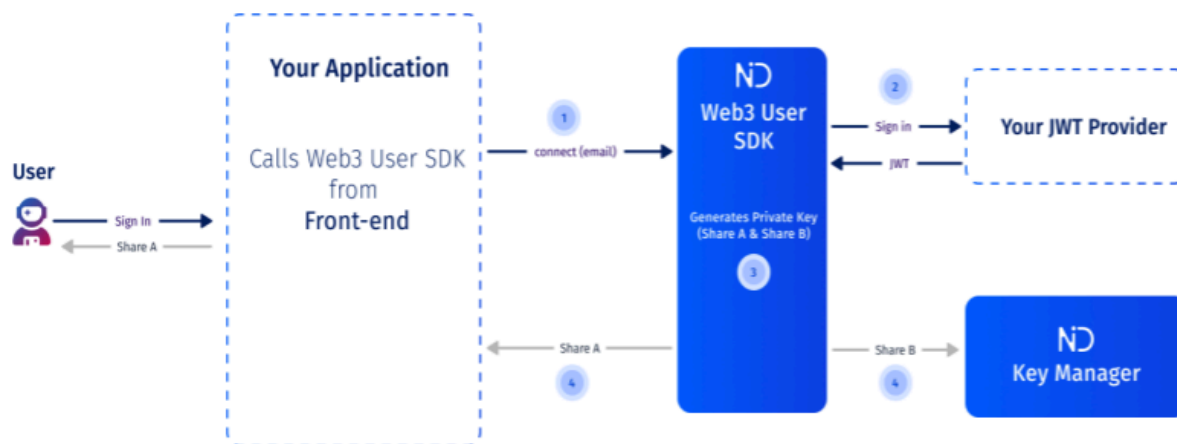 Your Application
Calls Web3 User SDK
from
Front-end
User
Sign In
Share A
1
connect (email)
ND
Web3 User
SDK
Generates Private Key
(Share A & Share B)
3
2
Sign in
JWT
Your JWT Provider
Share A
4
Share B
4
ND
Key Manager